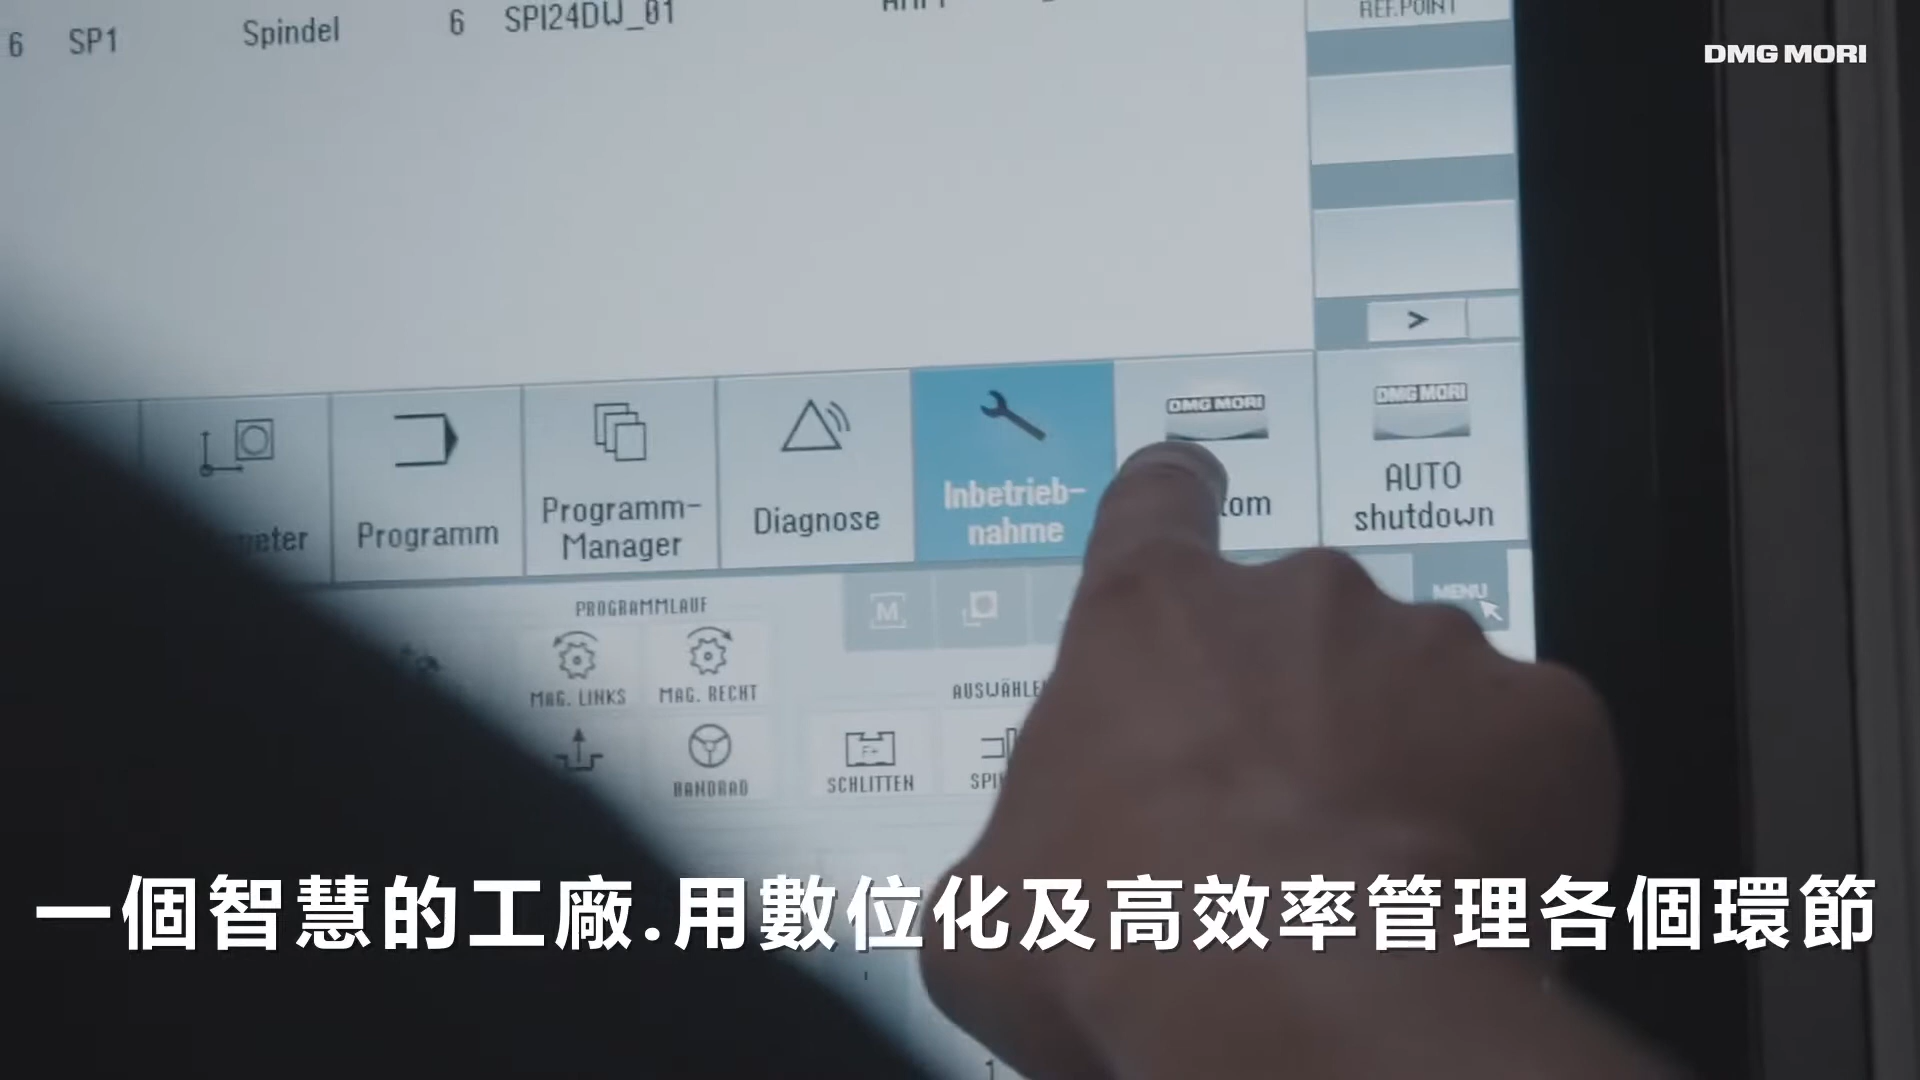 REF.POINT
6 SP1 Spindel 6 SPI24DW_01
DMG MORI
>
DMG MORI
DMG MORI
Programm
Programm-
Manager
Diagnose
Inbetrieb-
nahme
AUTO
shutdown
MENU
PROGRAMMLAUF
M
MAG. LINKS
MAG. RECHT
HANDRAD
SCHLITTEN
一個智慧的工廠.用數位化及高效率管理各個環節